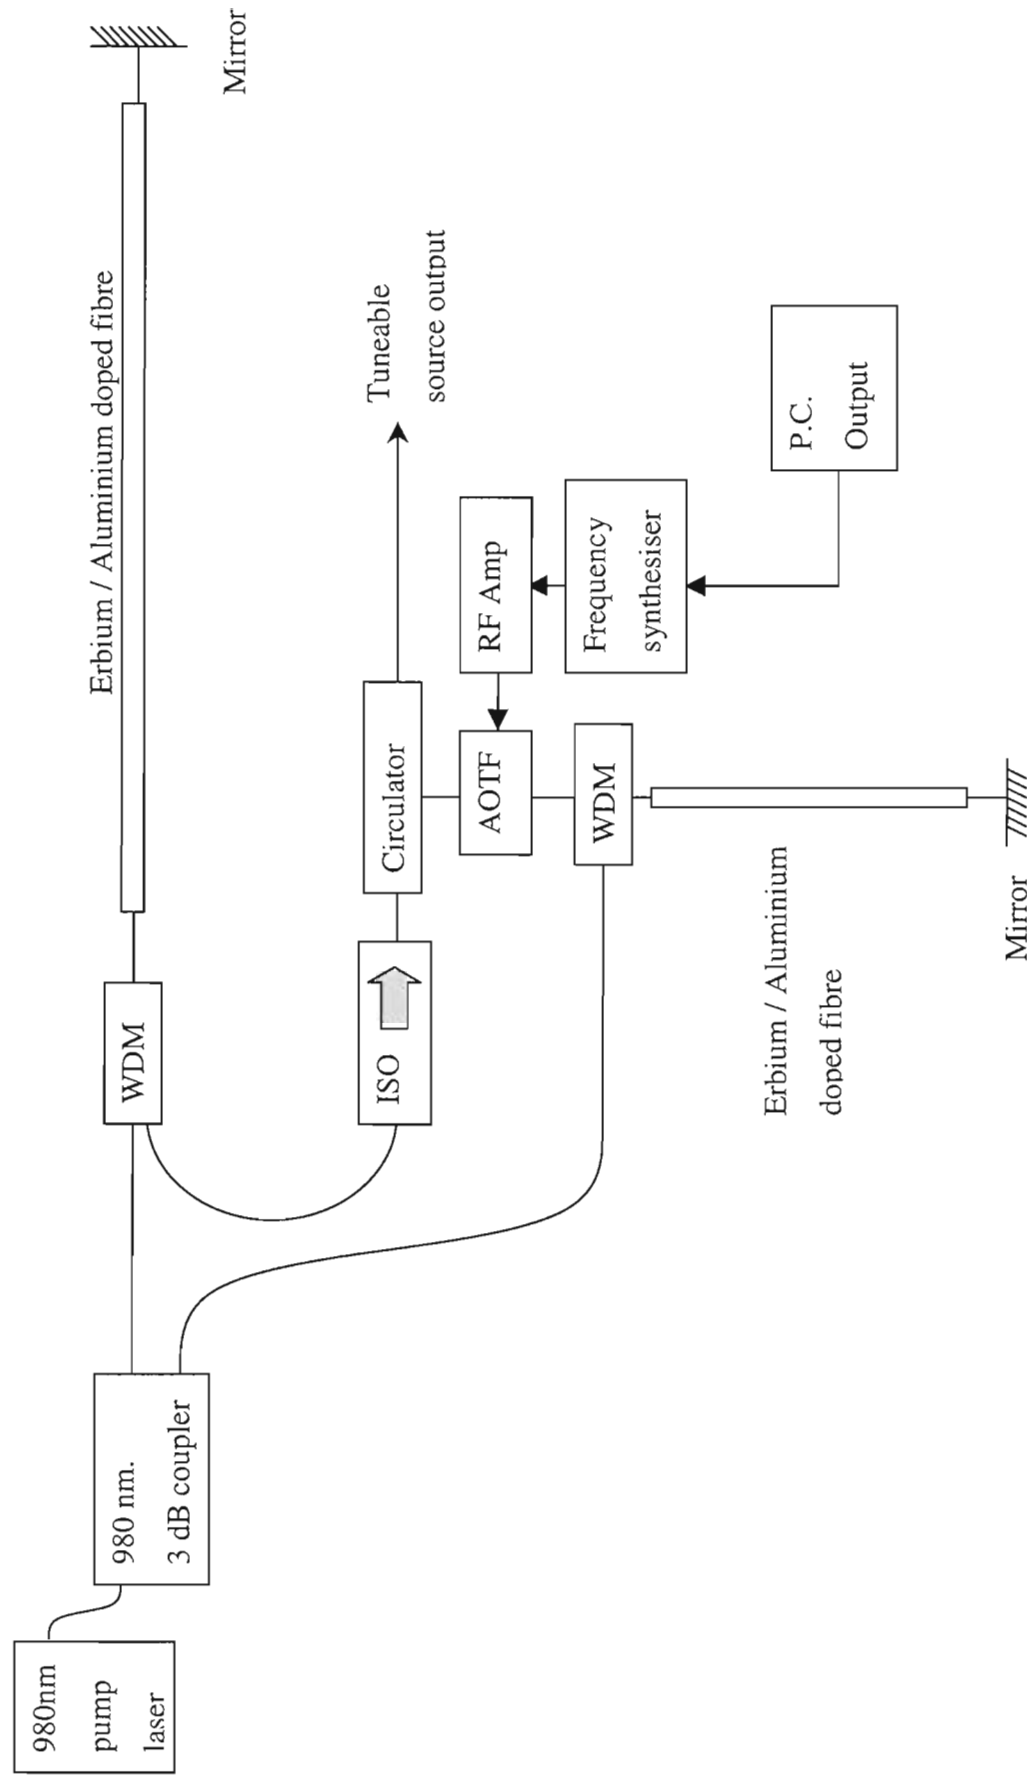 980nm
pump
laser
980 nm.
3 dB coupler
WDM
Erbium / Aluminium doped fibre
Mirror
ISO
Circulator
Tuneable
source output
AOTF
RF Amp
WDM
Frequency
synthesiser
P.C.
Output
Erbium / Aluminium
doped fibre
Mirror